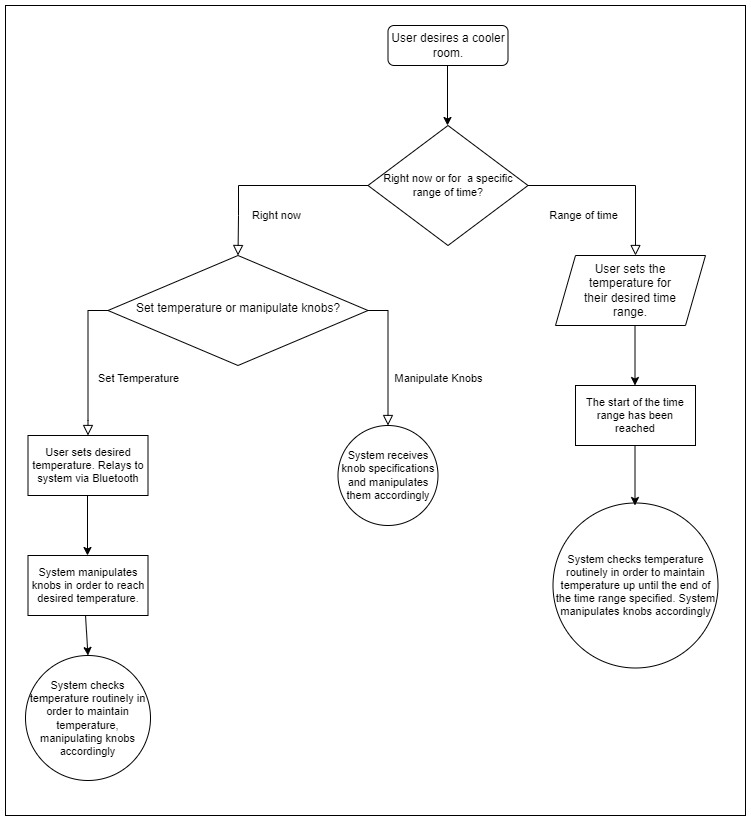 User desires a cooler
room.
Right now or for  a specific
range of time?
Right now
Range of time
Set temperature or manipulate knobs?
User sets the
temperature for
their desired time
range.
Set Temperature
Manipulate Knobs
The start of the time
range has been
reached
User sets desired
temperature. Relays to
system via Bluetooth
System receives
knob specifications
and manipulates
them accordingly
System manipulates
knobs in order to reach
desired temperature.
System checks temperature
routinely in order to maintain
temperature up until the end of
the time range specified. System
manipulates knobs accordingly
System checks
temperature routinely in
order to maintain
temperature,
manipulating knobs
accordingly